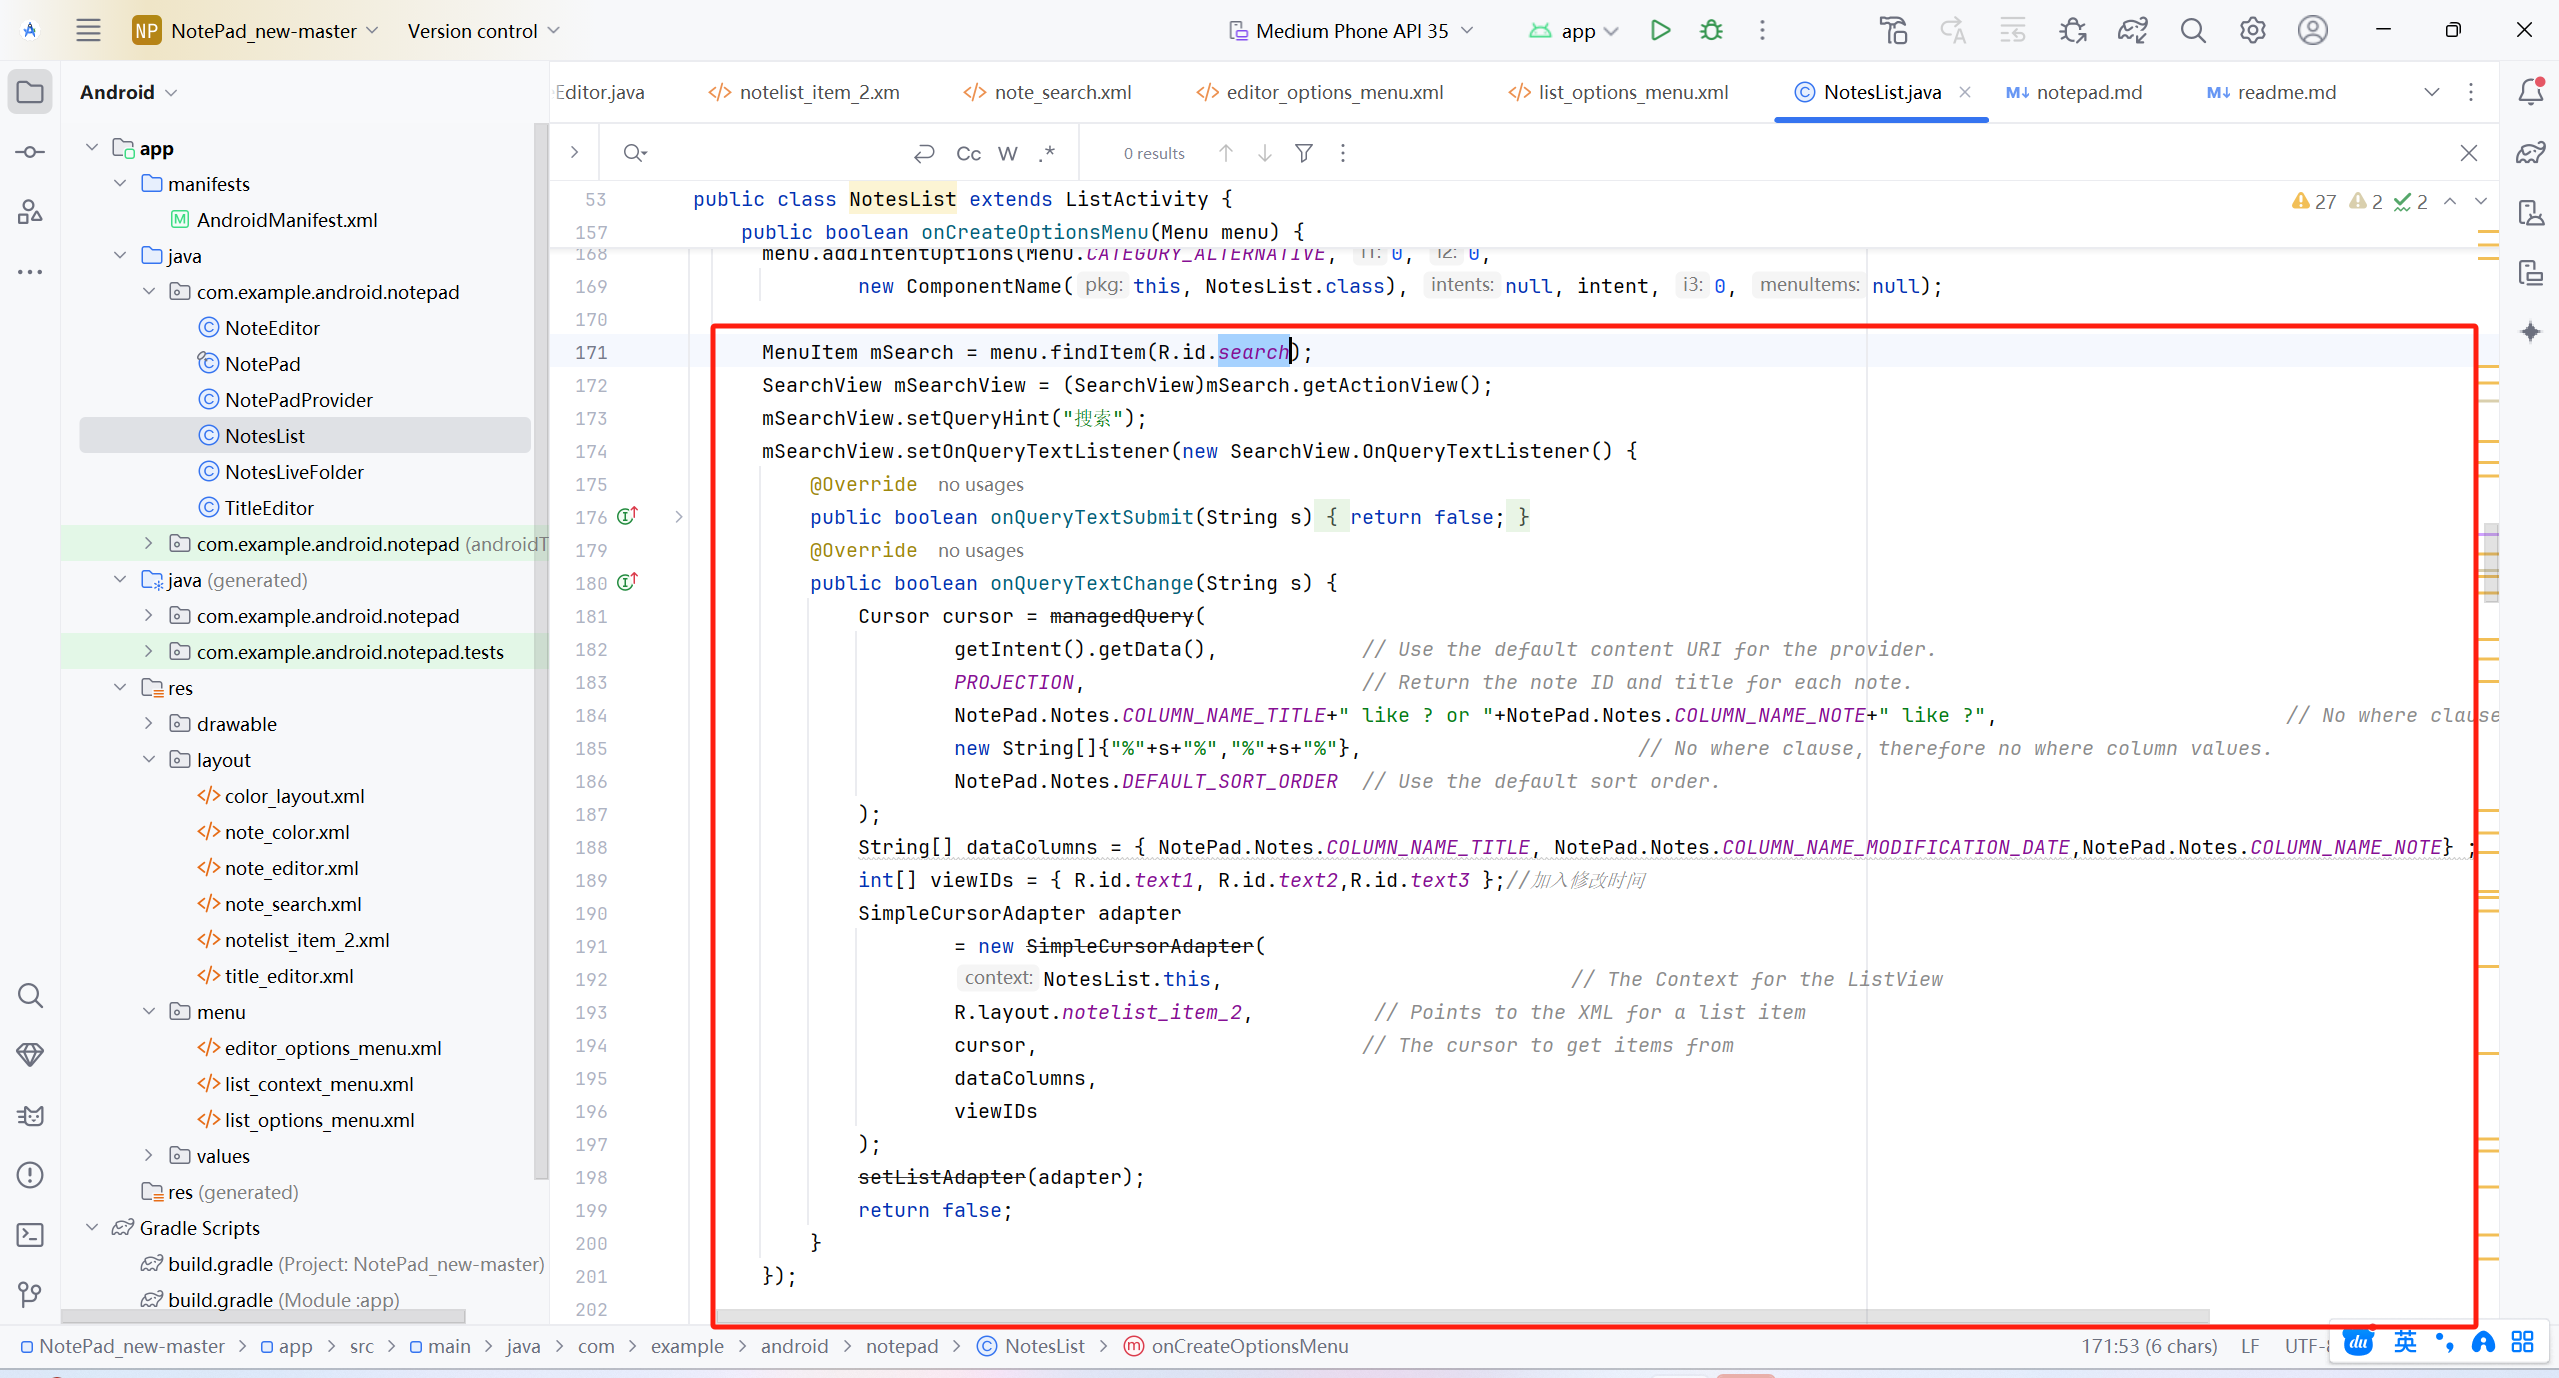 NP NotePad_new-master Version control Medium Phone API 35 app
Android
Editor.java notelist_item_2.xm note_search.xml editor_options_menu.xml list_options_menu.xml NotesList.java notepad.md readme.md
Cc W .* 0 results
app
manifests
AndroidManifest.xml
java
com.example.android.notepad
NoteEditor
NotePad
NotePadProvider
NotesList
NotesLiveFolder
TitleEditor
com.example.android.notepad (androidT
java (generated)
com.example.android.notepad
com.example.android.notepad.tests
res
drawable
layout
color_layout.xml
note_color.xml
note_editor.xml
note_search.xml
notelist_item_2.xml
title_editor.xml
menu
editor_options_menu.xml
list_context_menu.xml
list_options_menu.xml
values
res (generated)
Gradle Scripts
build.gradle (Project: NotePad_new-master)
build.gradle (Module :app)
27 2 2
53 public class NotesList extends ListActivity {
157 public boolean onCreateOptionsMenu(Menu menu) {
168 menu.addIntentOptions(Menu.CATEGORY_ALTERNATIVE, i1: 0, i2: 0,
169 new ComponentName( pkg: this, NotesList.class), intents: null, intent, i3: 0, menuItems: null);
170
171 MenuItem mSearch = menu.findItem(R.id.search);
172 SearchView mSearchView = (SearchView)mSearch.getActionView();
173 mSearchView.setQueryHint("搜索");
174 mSearchView.setOnQueryTextListener(new SearchView.OnQueryTextListener() {
175 @Override no usages
176 public boolean onQueryTextSubmit(String s) { return false; }
179 @Override no usages
180 public boolean onQueryTextChange(String s) {
181 Cursor cursor = managedQuery(
182 getIntent().getData(), // Use the default content URI for the provider.
183 PROJECTION, // Return the note ID and title for each note.
184 NotePad.Notes.COLUMN_NAME_TITLE+" like ? or "+NotePad.Notes.COLUMN_NAME_NOTE+" like ?", // No where clause
185 new String[]{"%"+s+"%","%"+s+"%"}, // No where clause, therefore no where column values.
186 NotePad.Notes.DEFAULT_SORT_ORDER // Use the default sort order.
187 );
188 String[] dataColumns = { NotePad.Notes.COLUMN_NAME_TITLE, NotePad.Notes.COLUMN_NAME_MODIFICATION_DATE,NotePad.Notes.COLUMN_NAME_NOTE} ;
189 int[] viewIDs = { R.id.text1, R.id.text2,R.id.text3 };//加入修改时间
190 SimpleCursorAdapter adapter
191 = new SimpleCursorAdapter(
192 context: NotesList.this, // The Context for the ListView
193 R.layout.notelist_item_2, // Points to the XML for a list item
194 cursor, // The cursor to get items from
195 dataColumns,
196 viewIDs
197 );
198 setListAdapter(adapter);
199 return false;
200 }
201 });
202
NotePad_new-master > app > src > main > java > com > example > android > notepad > NotesList > onCreateOptionsMenu 171:53 (6 chars) LF UTF-8 du 英